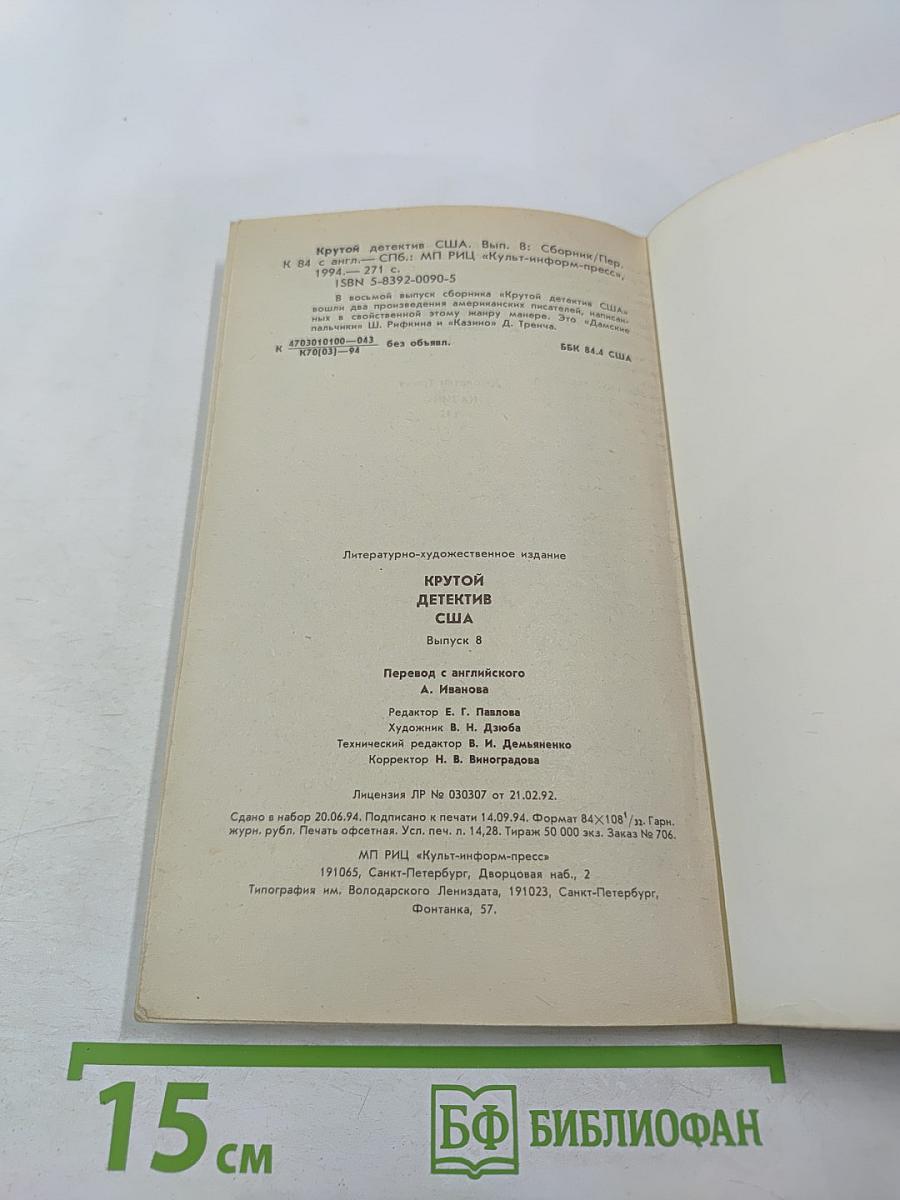 Крутой детектив США. Вып. 8: Сборник/Пер.
К 84 с англ.— СПб.: МП РИЦ «Культ-информ-пресс»,
1994.— 271 с.
ISBN 5-8392-0090-5
В восьмой выпуск сборника «Крутой детектив США»
вошли два произведения американских писателей, написан-
ных в свойственной этому жанру манере. Это «Дамские
пальчики» Ш. Рифкина и «Казино» Д. Тренча.
К 4703010100—043 без объявл. ББК 84.4 США
К70(03)—94
Литературно-художественное издание
КРУТОЙ
ДЕТЕКТИВ
США
Выпуск 8
Перевод с английского
А. Иванова
Редактор Е. Г. Павлова
Художник В. Н. Дзюба
Технический редактор В. И. Демьяненко
Корректор Н. В. Виноградова
Лицензия ЛР № 030307 от 21.02.92.
Сдано в набор 20.06.94. Подписано к печати 14.09.94. Формат 84×108¹/₃₂. Гарн.
журн. рубл. Печать офсетная. Усл. печ. л. 14,28. Тираж 50 000 экз. Заказ № 706.
МП РИЦ «Культ-информ-пресс»
191065, Санкт-Петербург, Дворцовая наб., 2
Типография им. Володарского Лениздата, 191023, Санкт-Петербург,
Фонтанка, 57.
15 см
БФ БИБЛИОФАН